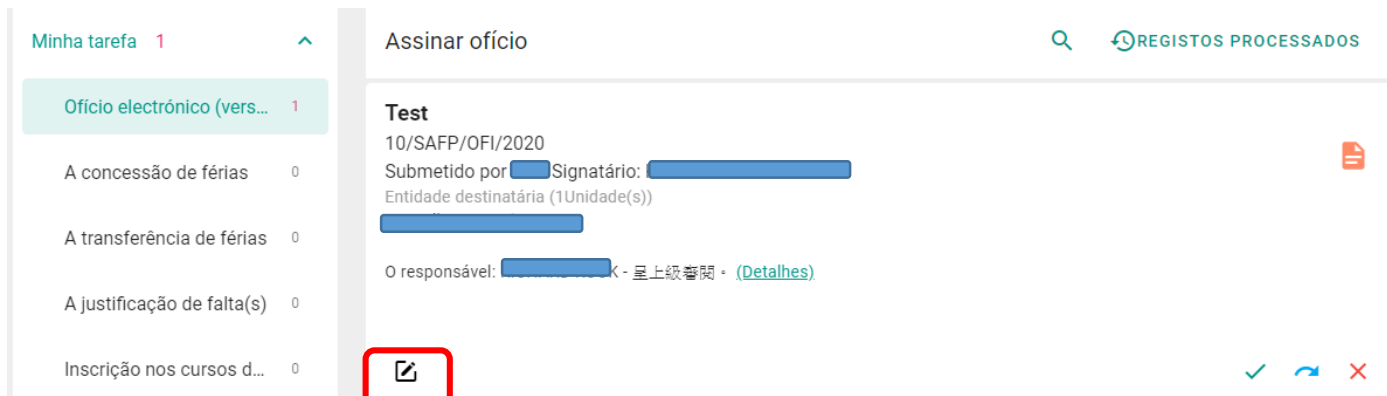 Minha tarefa 1
Ofício electrónico (vers... 1
A concessão de férias 0
A transferência de férias 0
A justificação de falta(s) 0
Inscrição nos cursos d... 0
Assinar ofício
REGISTOS PROCESSADOS
Test
10/SAFP/OFI/2020
Submetido por Signatário:
Entidade destinatária (1Unidade(s))
O responsável: K - 呈上級審閱。 (Detalhes)